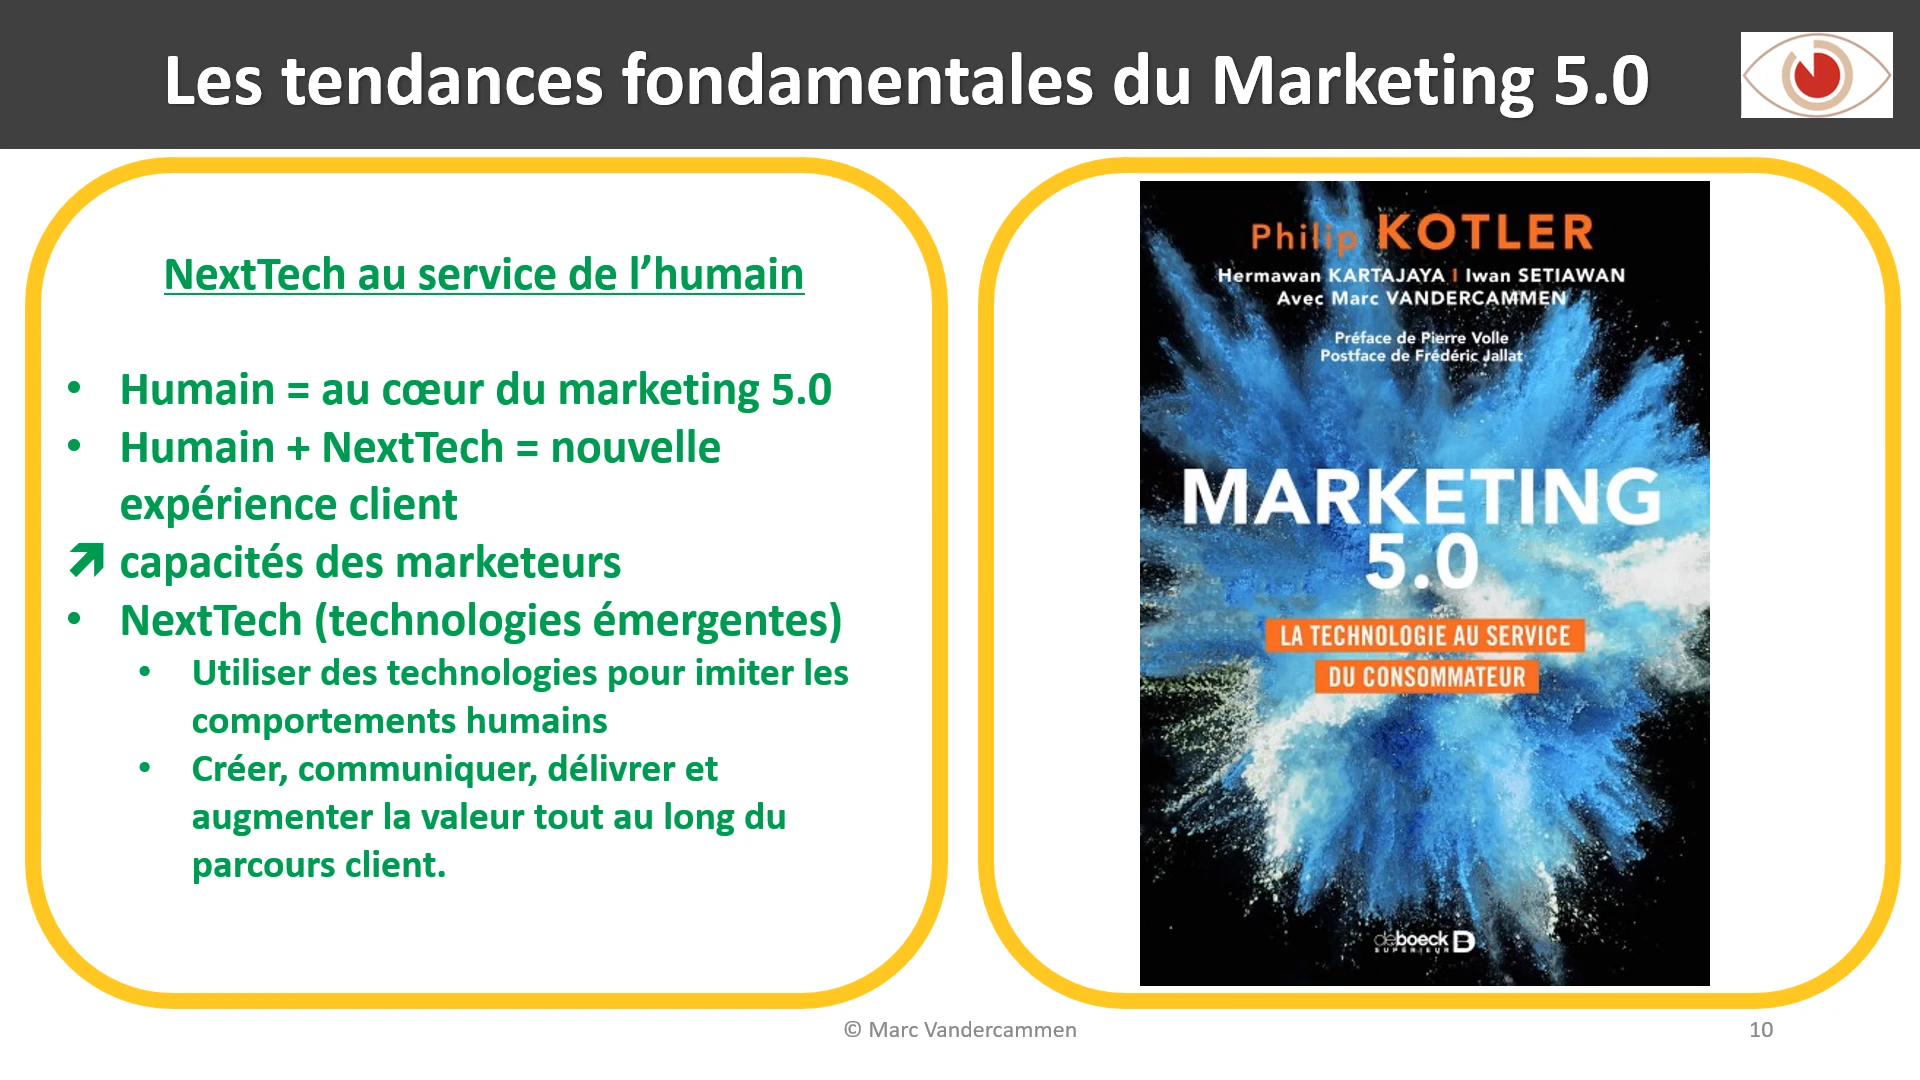 Les tendances fondamentales du Marketing 5.0
NextTech au service de l’humain
• Humain = au cœur du marketing 5.0
• Humain + NextTech = nouvelle
expérience client
↗ capacités des marketeurs
• NextTech (technologies émergentes)
• Utiliser des technologies pour imiter les
comportements humains
• Créer, communiquer, délivrer et
augmenter la valeur tout au long du
parcours client.
Philip KOTLER
Hermawan KARTAJAYA | Iwan SETIAWAN
Avec Marc VANDERCAMMEN
Préface de Pierre Volle
Postface de Frédéric Jallat
MARKETING
5.0
LA TECHNOLOGIE AU SERVICE
DU CONSOMMATEUR
deboeck B
SUPÉRIEUR
© Marc Vandercammen
10